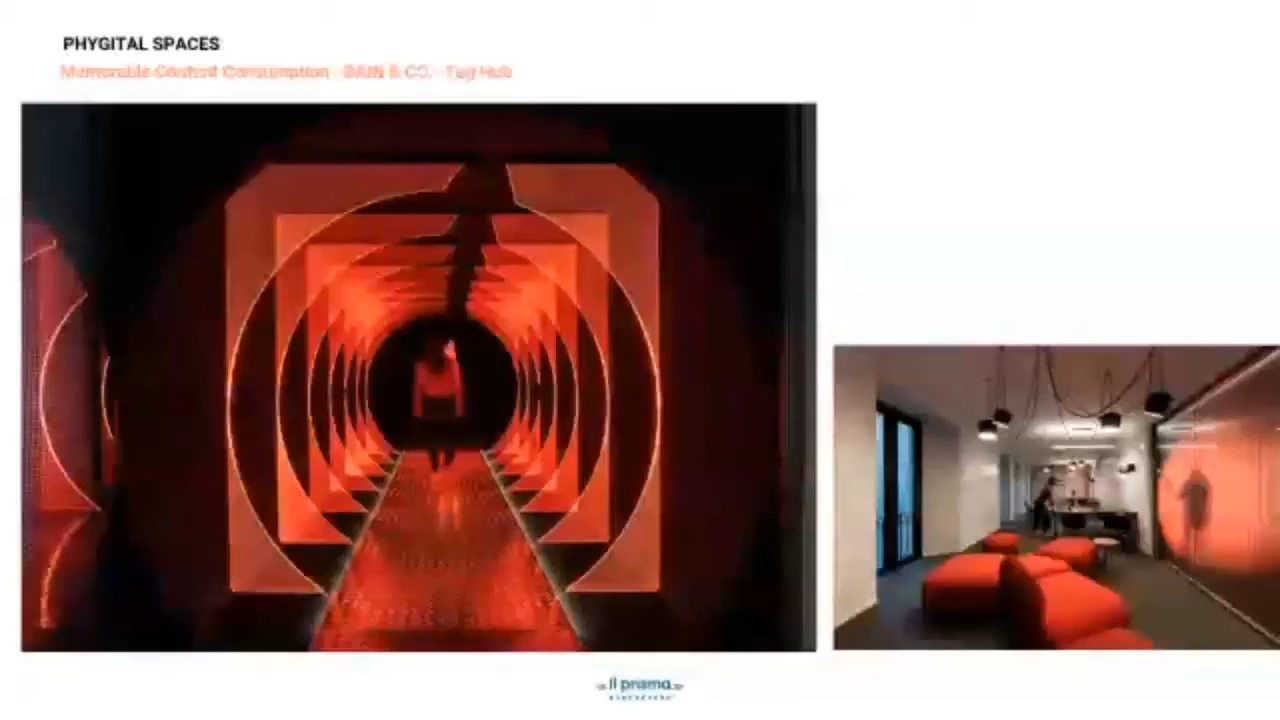 PHYGITAL SPACES
Memorable Content Consumption - BAIN & CO. - Tag Hub
il prisma